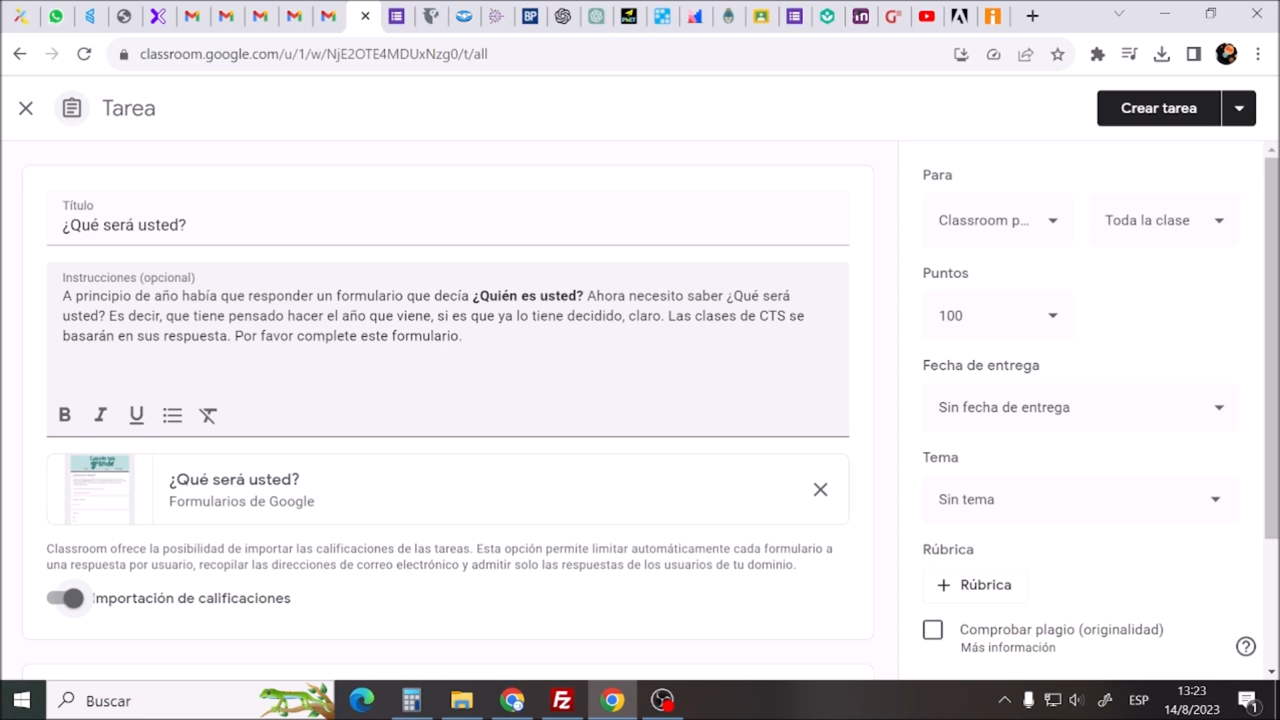 classroom.google.com/u/1/w/NjE2OTE4MDUxNzg0/t/all
Tarea
Crear tarea
Título
¿Qué será usted?
Instrucciones (opcional)
A principio de año había que responder un formulario que decía ¿Quién es usted? Ahora necesito saber ¿Qué será
usted? Es decir, que tiene pensado hacer el año que viene, si es que ya lo tiene decidido, claro. Las clases de CTS se
basarán en sus respuesta. Por favor complete este formulario.
B I U
¿Qué será usted?
Formularios de Google
Classroom ofrece la posibilidad de importar las calificaciones de las tareas. Esta opción permite limitar automáticamente cada formulario a
una respuesta por usuario, recopilar las direcciones de correo electrónico y admitir solo las respuestas de los usuarios de tu dominio.
Importación de calificaciones
Para
Classroom p...
Toda la clase
Puntos
100
Fecha de entrega
Sin fecha de entrega
Tema
Sin tema
Rúbrica
+ Rúbrica
Comprobar plagio (originalidad)
Más información
Buscar
ESP
13:23
14/8/2023
1